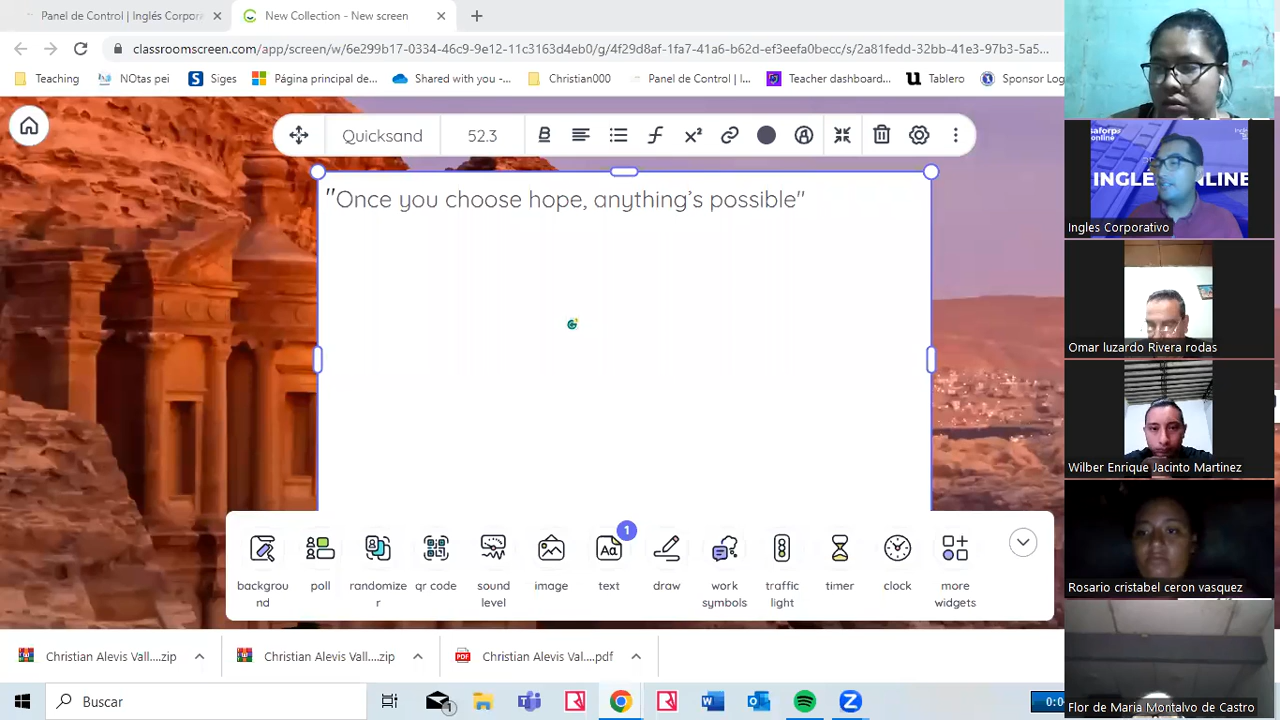 Panel de Control | Inglés Corpora
New Collection - New screen
classroomscreen.com/app/screen/w/6e299b17-0334-46c9-9e12-11c3163d4eb0/g/4f29d8af-1fa7-41a6-b62d-ef3eefa0becc/s/2a81fedd-32bb-41e3-97b3-5a5...
Teaching
NOtas pei
Siges
Página principal de...
Shared with you -...
Christian000
Panel de Control | I...
Teacher dashboard...
Tablero
Sponsor Log
Quicksand
52.3
"Once you choose hope, anything's possible"
backgrou
nd
poll
randomize
r
qr code
sound
level
image
1
text
draw
work
symbols
traffic
light
timer
clock
more
widgets
Christian Alevis Vall....zip
Christian Alevis Vall....zip
Christian Alevis Val....pdf
Buscar
INGLÉ
ONLINE
Ingles Corporativo
Omar luzardo Rivera rodas
Wilber Enrique Jacinto Martinez
Rosario cristabel ceron vasquez
Flor de Maria Montalvo de Castro